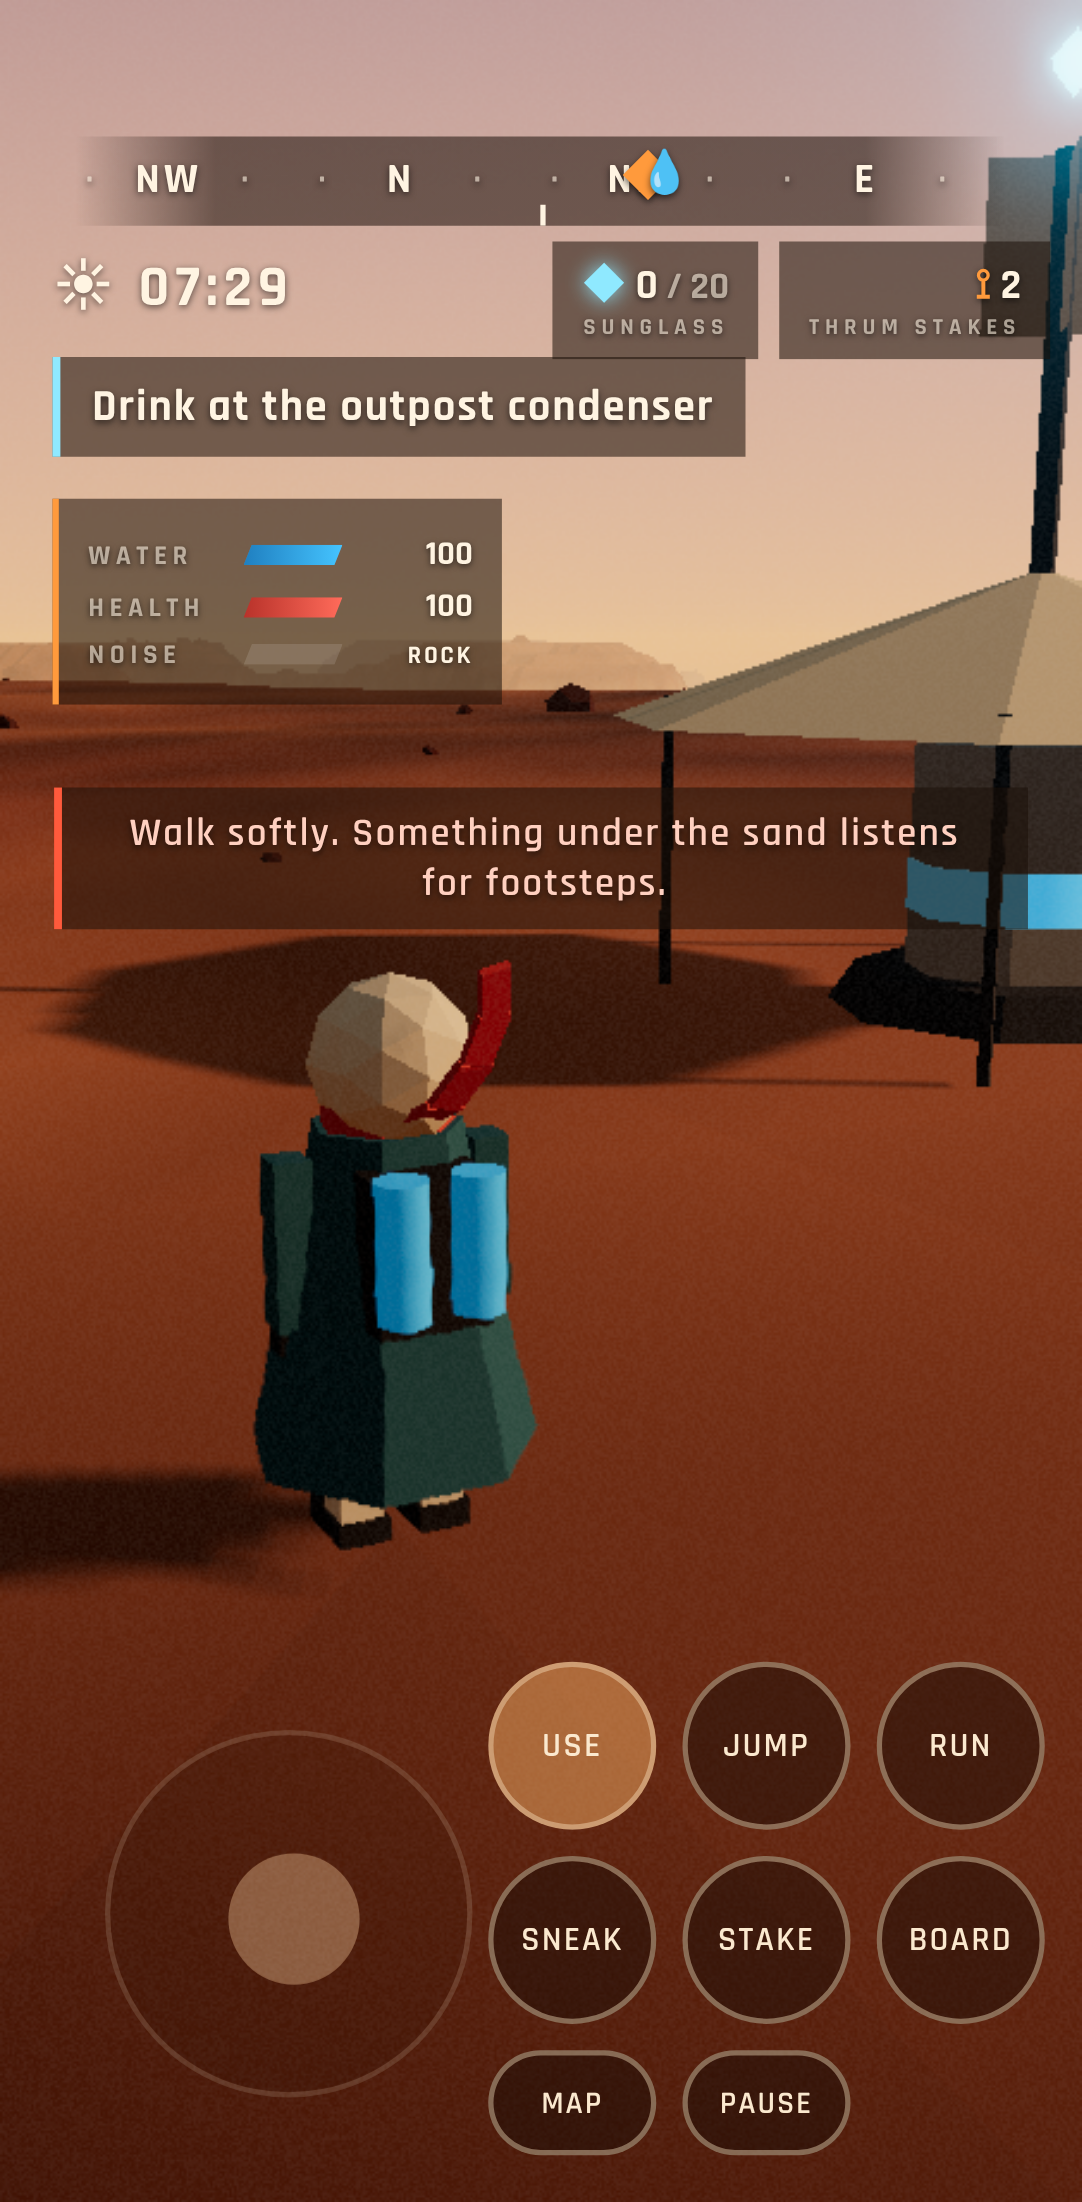 NW · N · N · E
07:29
0 / 20
SUNGLASS
2
THRUM STAKES
Drink at the outpost condenser
WATER 100
HEALTH 100
NOISE ROCK
Walk softly. Something under the sand listens
for footsteps.
USE
JUMP
RUN
SNEAK
STAKE
BOARD
MAP
PAUSE